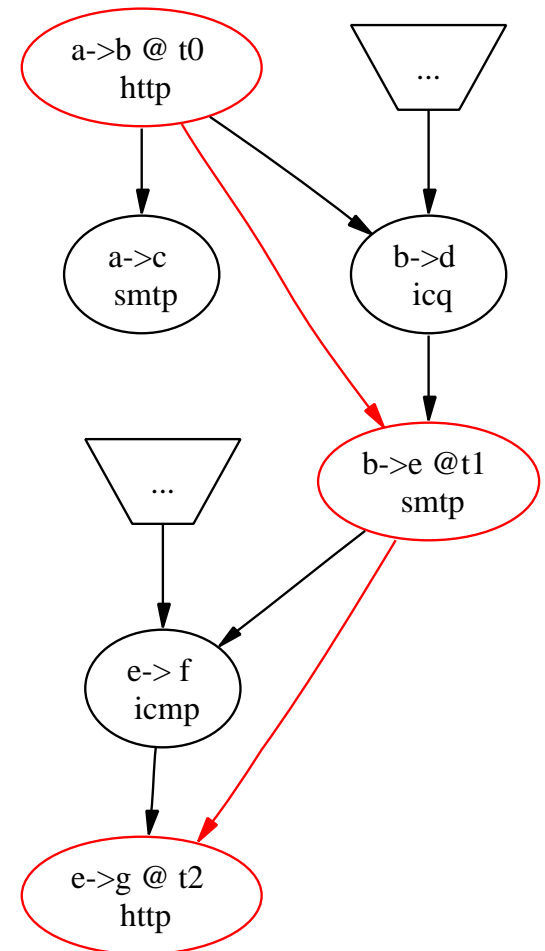 a->b @ t0
http
...
a->c
smtp
b->d
icq
b->e @t1
smtp
...
e-> f
icmp
e->g @ t2
http